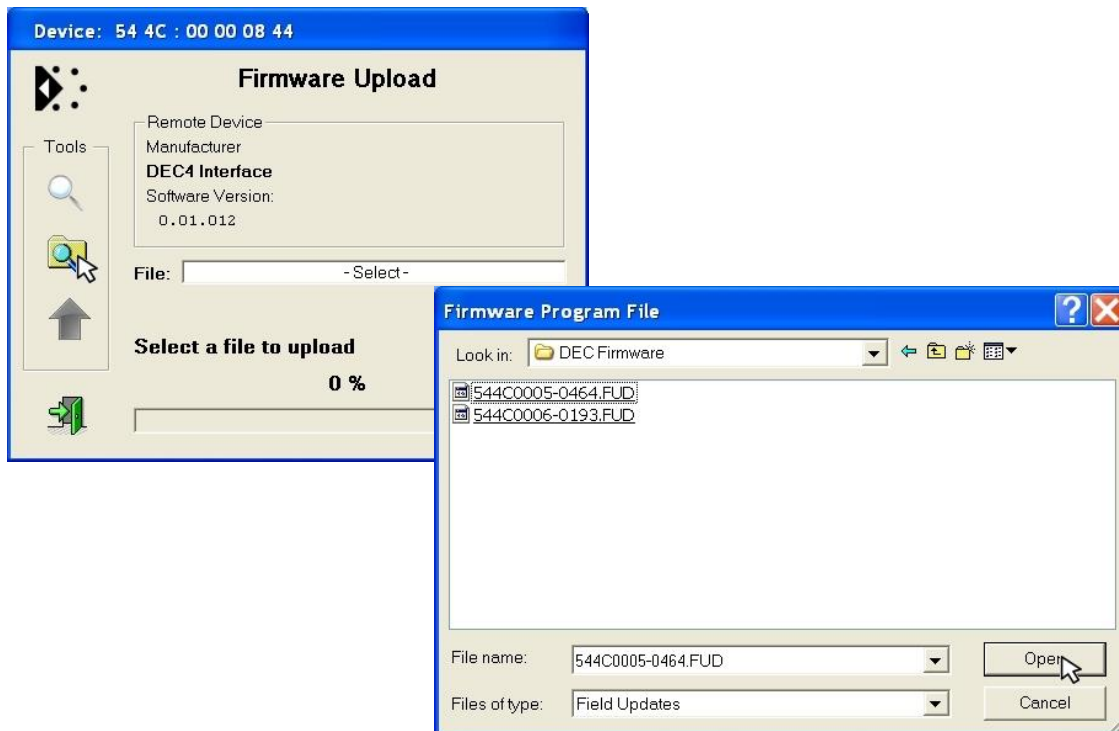 Device: 54 4C : 00 00 08 44
Firmware Upload
Tools
Remote Device
Manufacturer
DEC4 Interface
Software Version:
0.01.012
File: - Select -
Select a file to upload
0 %
Firmware Program File
Look in: DEC Firmware
544C0005-0464.FUD
544C0006-0193.FUD
File name: 544C0005-0464.FUD Open
Files of type: Field Updates Cancel